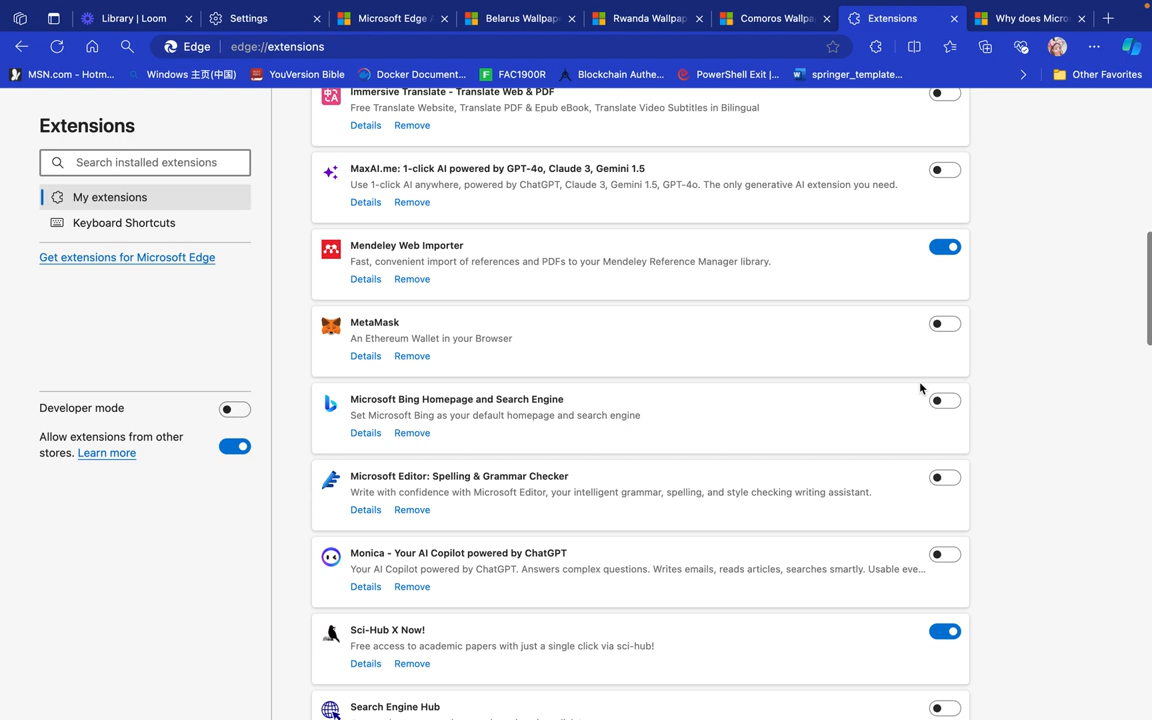 Library | Loom
Settings
Microsoft Edge
Belarus Wallpap
Rwanda Wallpap
Comoros Wallpa
Extensions
Why does Micro
Edge
edge://extensions
MSN.com - Hotm...
Windows 主页(中国)
YouVersion Bible
Docker Document...
FAC1900R
Blockchain Authe...
PowerShell Exit |...
springer_template...
Other Favorites
Extensions
Search installed extensions
My extensions
Keyboard Shortcuts
Get extensions for Microsoft Edge
Developer mode
Allow extensions from other
stores. Learn more
Immersive Translate - Translate Web & PDF
Free Translate Website, Translate PDF & Epub eBook, Translate Video Subtitles in Bilingual
Details Remove
MaxAI.me: 1-click AI powered by GPT-4o, Claude 3, Gemini 1.5
Use 1-click AI anywhere, powered by ChatGPT, Claude 3, Gemini 1.5, GPT-4o. The only generative AI extension you need.
Details Remove
Mendeley Web Importer
Fast, convenient import of references and PDFs to your Mendeley Reference Manager library.
Details Remove
MetaMask
An Ethereum Wallet in your Browser
Details Remove
Microsoft Bing Homepage and Search Engine
Set Microsoft Bing as your default homepage and search engine
Details Remove
Microsoft Editor: Spelling & Grammar Checker
Write with confidence with Microsoft Editor, your intelligent grammar, spelling, and style checking writing assistant.
Details Remove
Monica - Your AI Copilot powered by ChatGPT
Your AI Copilot powered by ChatGPT. Answers complex questions. Writes emails, reads articles, searches smartly. Usable eve...
Details Remove
Sci-Hub X Now!
Free access to academic papers with just a single click via sci-hub!
Details Remove
Search Engine Hub